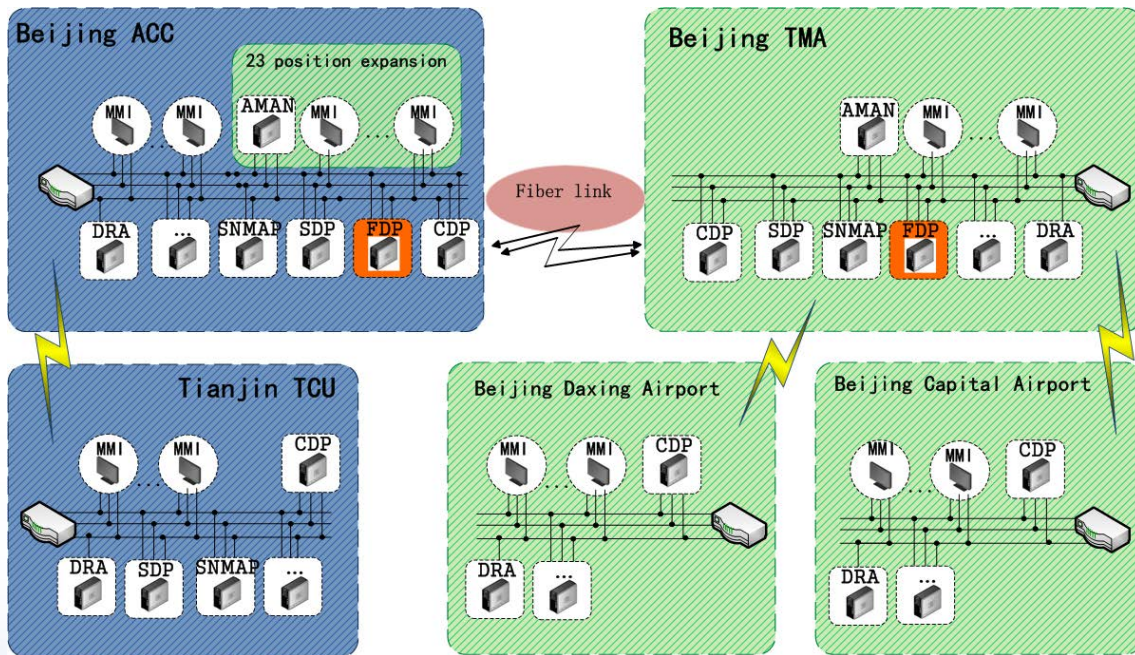 Beijing ACC
23 position expansion
MMI
...
MMI
AMAN
MMI
...
MMI
DRA
...
SNMAP
SDP
FDP
CDP
Fiber link
Beijing TMA
AMAN
MMI
...
MMI
CDP
SDP
SNMAP
FDP
...
DRA
Tianjin TCU
MMI
...
MMI
CDP
DRA
SDP
SNMAP
...
Beijing Daxing Airport
MMI
...
MMI
CDP
DRA
...
Beijing Capital Airport
MMI
...
MMI
CDP
DRA
...